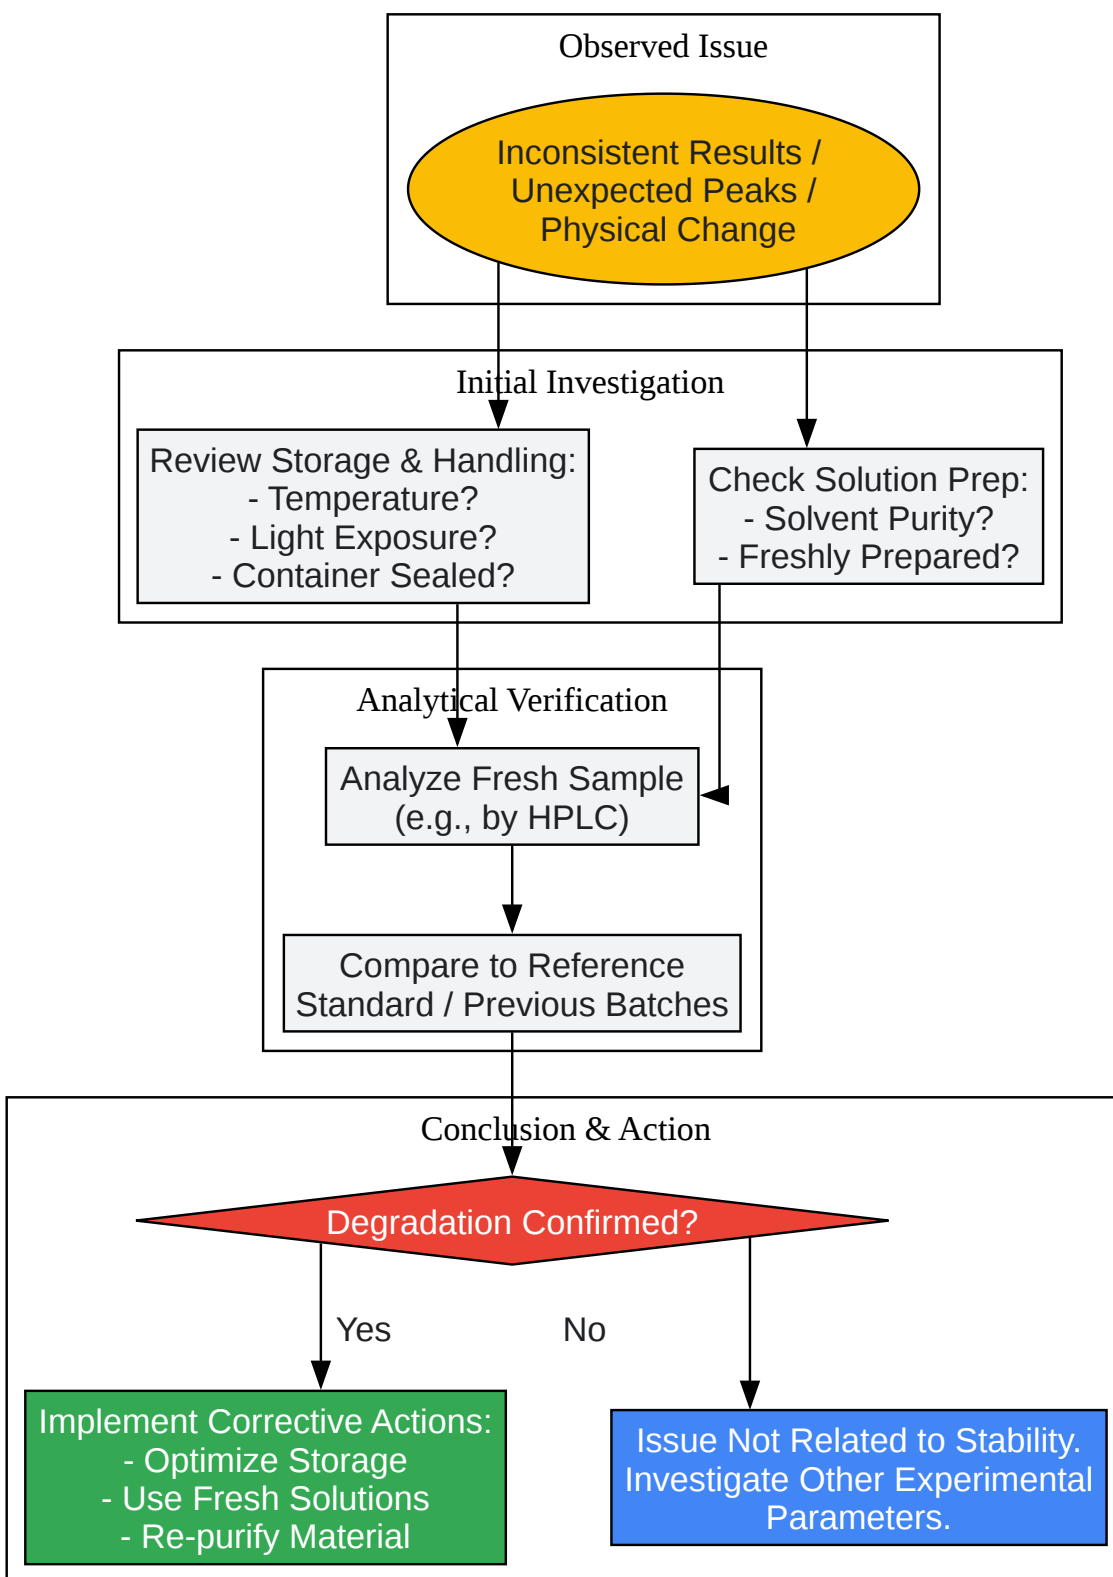 Observed Issue
Inconsistent Results /
Unexpected Peaks /
Physical Change
Initial Investigation
Review Storage & Handling:
- Temperature?
- Light Exposure?
- Container Sealed?
Check Solution Prep:
- Solvent Purity?
- Freshly Prepared?
Analytical Verification
Analyze Fresh Sample
(e.g., by HPLC)
Compare to Reference
Standard / Previous Batches
Conclusion & Action
Degradation Confirmed?
Yes
No
Implement Corrective Actions:
- Optimize Storage
- Use Fresh Solutions
- Re-purify Material
Issue Not Related to Stability.
Investigate Other Experimental
Parameters.